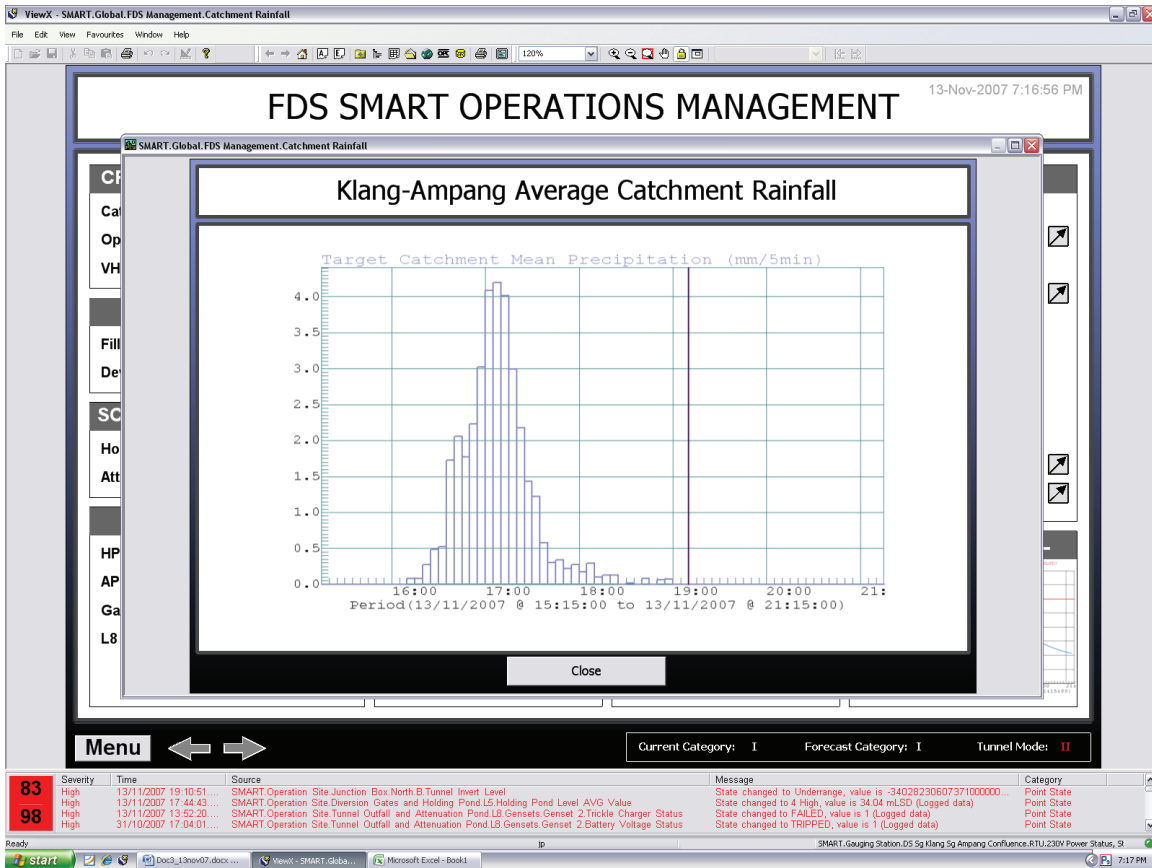 ViewX - SMART.Global.FDS Management.Catchment Rainfall
File Edit View Favourites Window Help
120%
FDS SMART OPERATIONS MANAGEMENT
13-Nov-2007 7:16:56 PM
SMART.Global.FDS Management.Catchment Rainfall
Klang-Ampang Average Catchment Rainfall
Target Catchment Mean Precipitation (mm/5min)
4.0
3.5
3.0
2.5
2.0
1.5
1.0
0.5
0.0
16:00 17:00 18:00 19:00 20:00 21:
Period(13/11/2007 @ 15:15:00 to 13/11/2007 @ 21:15:00)
Close
VH
Fill
SC
Att
HP
AP
Ga
L8
Menu
Current Category: I Forecast Category: I Tunnel Mode: II
83
98
Severity Time Source Message Category
High 13/11/2007 19:10:51.... SMART.Operation Site.Junction Box.North.B.Tunnel Invert Level State changed to Underrange, value is -34028230607371000000... Point State
High 13/11/2007 17:44:43.... SMART.Operation Site.Diversion Gates and Holding Pond.L5.Holding Pond Level AVG Value State changed to 4 High, value is 34.04 mLSD (Logged data) Point State
High 13/11/2007 13:52:20.... SMART.Operation Site.Tunnel Outfall and Attenuation Pond.L8.Gensets.Genset 2.Trickle Charger Status State changed to FAILED, value is 1 (Logged data) Point State
High 31/10/2007 17:04:01.... SMART.Operation Site.Tunnel Outfall and Attenuation Pond.L8.Gensets.Genset 2.Battery Voltage Status State changed to TRIPPED, value is 1 (Logged data) Point State
Ready jp SMART.Gauging Station.D5 Sg Klang Sg Ampang Confluence.RTU.230V Power Status, St
start Doc3_13nov07.docx ... ViewX - SMART.Globa... Microsoft Excel - Book1 7:17 PM